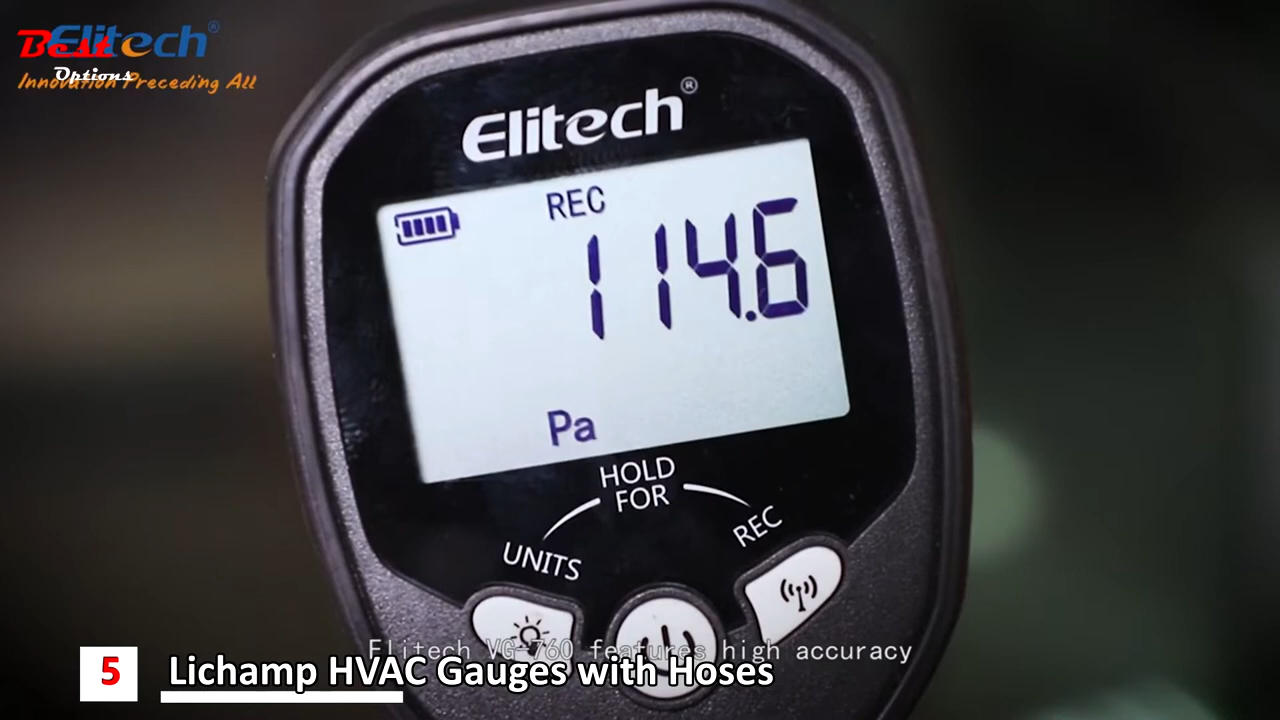 Best
Options
Elitech®
Innovation Preceding All
Elitech®
REC
114.6
Pa
HOLD
FOR
UNITS
REC
Elitech VG-760 features high accuracy
5 Lichamp HVAC Gauges with Hoses